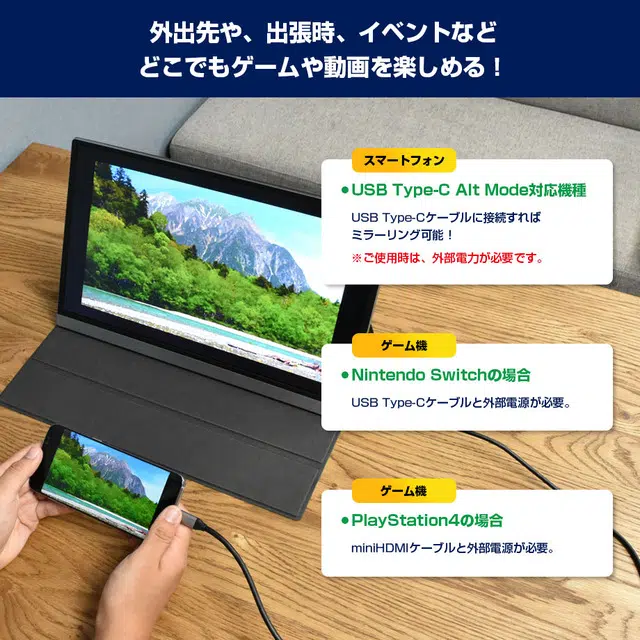 外出先や、出張時、イベントなど
どこでもゲームや動画を楽しめる！
スマートフォン
●USB Type-C Alt Mode対応機種
USB Type-Cケーブルに接続すれば
ミラーリング可能！
※ご使用時は、外部電力が必要です。
ゲーム機
●Nintendo Switchの場合
USB Type-Cケーブルと外部電源が必要。
ゲーム機
●PlayStation4の場合
miniHDMIケーブルと外部電源が必要。